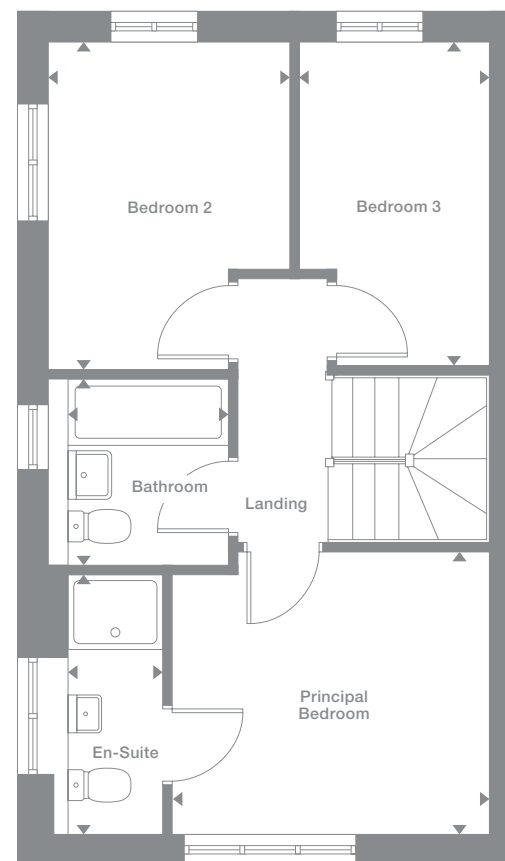 Bedroom 2
Bedroom 3
Bathroom
Landing
Principal
Bedroom
En-Suite